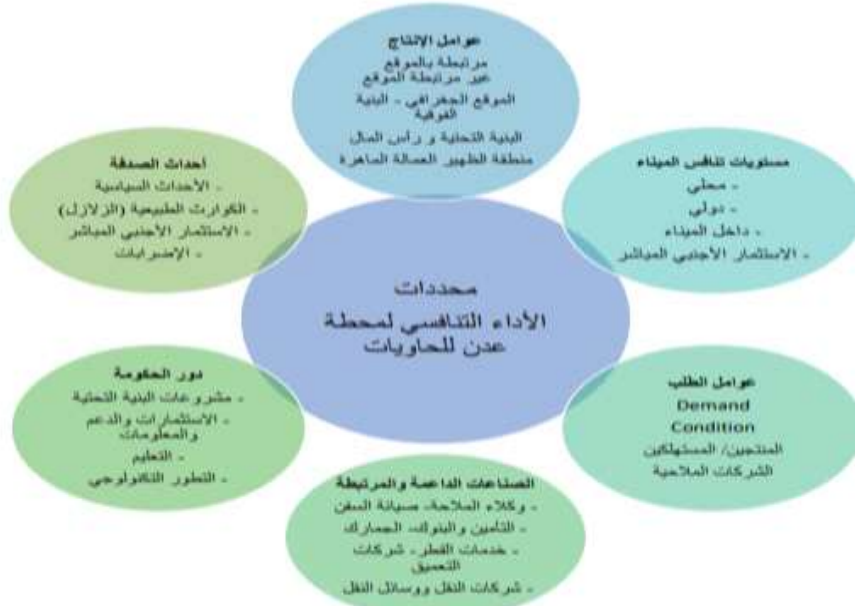 عوامل الإنتاج
مرتبطة بالموقع
غير مرتبطة الموقع
الموقع الجغرافي - البنية
الفوقية
البنية التحتية و رأس المال
منطقة الظهير العمالة الماهرة
مستويات تنافس الميناء
- محلي
- دولي
- داخل الميناء
- الاستثمار الأجنبي المباشر
عوامل الطلب
Demand
Condition
المنتجين/ المستهلكين
الشركات الملاحية
الصناعات الداعمة والمرتبطة
- وكلاء الملاحة- صيانة السفن
- التامين والبنوك- الجمارك
- خدمات القطر- شركات
التعميق
- شركات النقل ووسائل النقل
دور الحكومة
- مشروعات البنية التحتية
- الاستثمارات والدعم
والمعلومات
- التعليم
- التطور التكنولوجي
أحداث الصدفة
- الأحداث السياسية
- الكوارث الطبيعية (الزلازل)
- الاستثمار الأجنبي المباشر
- الإضرابات
محددات
الأداء التنافسي لمحطة
عدن للحاويات